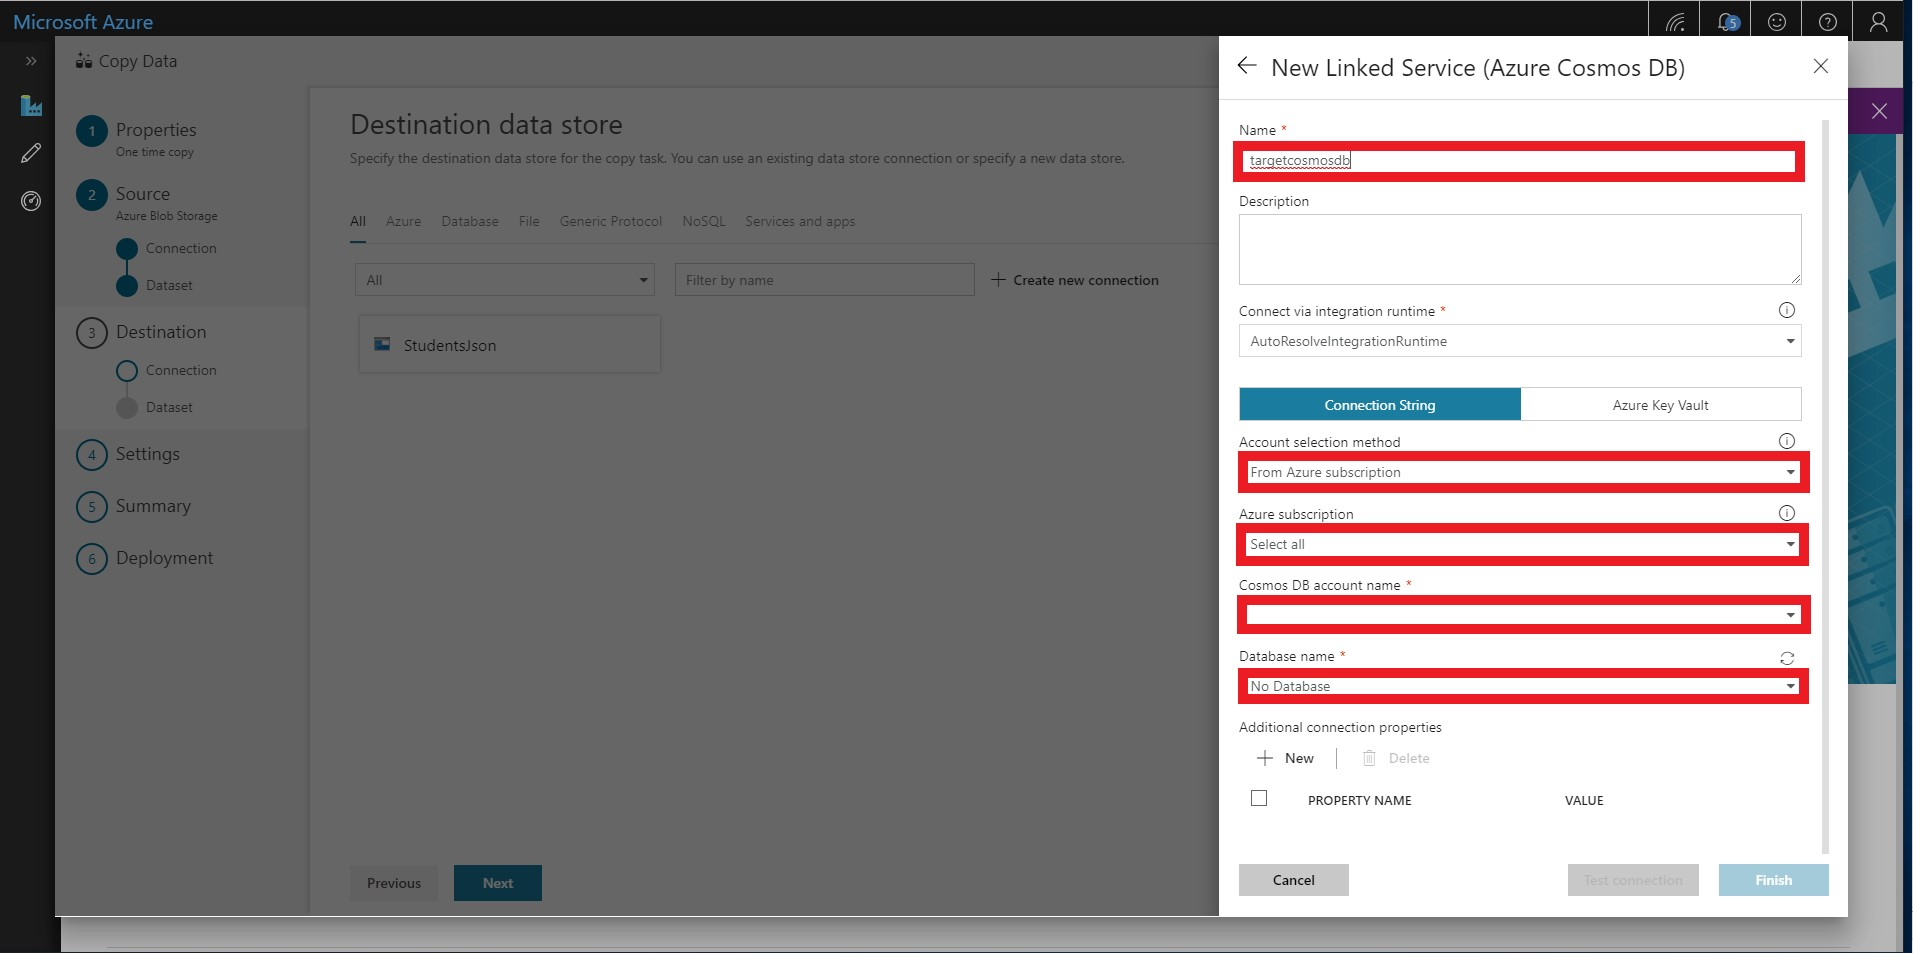 Microsoft Azure
5
Copy Data
1 Properties
One time copy
2 Source
Azure Blob Storage
Connection
Dataset
3 Destination
Connection
Dataset
4 Settings
5 Summary
6 Deployment
Destination data store
Specify the destination data store for the copy task. You can use an existing data store connection or specify a new data store.
All Azure Database File Generic Protocol NoSQL Services and apps
All
Filter by name
Create new connection
StudentsJson
Previous
Next
New Linked Service (Azure Cosmos DB)
Name *
targetcosmosdb
Description
Connect via integration runtime *
AutoResolveIntegrationRuntime
Connection String
Azure Key Vault
Account selection method
From Azure subscription
Azure subscription
Select all
Cosmos DB account name *
Database name *
No Database
Additional connection properties
New
Delete
PROPERTY NAME VALUE
Cancel
Test connection
Finish